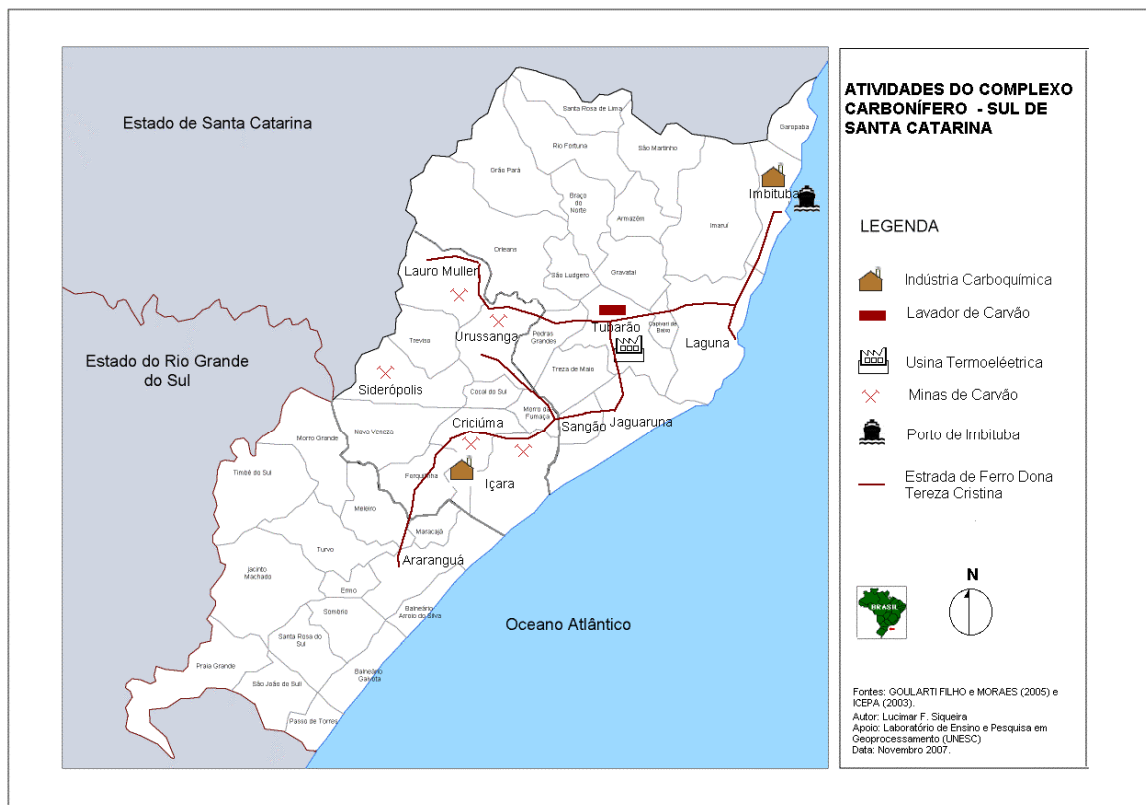 Estado de Santa Catarina
Santa Rosa de Lima
Garopaba
Rio Fortuna
São Martinho
Grão Pará
Imbituba
Braço
do
Norte
Armazém
Imaruí
Orleans
Lauro Muller
São Ludgero
Gravatal
Urussanga
Pedras
Grandes
Tubarão
Capivari de
Baixo
Laguna
Treviso
Estado do Rio Grande
do Sul
Treza de Maio
Siderópolis
Cocal do Sul
Morro da
Fumaça
Sangão
Jaguaruna
Criciúma
Nova Veneza
Morro Grande
Timbé do Sul
Forquilhinha
Içara
Meleiro
Maracajá
Turvo
Araranguá
Jacinto
Machado
Ermo
Sombrio
Balneário
Arroio do Silva
Oceano Atlântico
Santa Rosa do
Sul
Praia Grande
São João do Sull
Balneário
Gaivota
Passo de Torres
ATIVIDADES DO COMPLEXO
CARBONÍFERO - SUL DE
SANTA CATARINA
LEGENDA
Indústria Carboquímica
Lavador de Carvão
Usina Termoeléetrica
Minas de Carvão
Porto de Imbituba
Estrada de Ferro Dona
Tereza Cristina
BRASIL
N
Fontes: GOULARTI FILHO e MORAES (2005) e
ICEPA (2003).
Autor: Lucimar F. Siqueira
Apoio: Laboratório de Ensino e Pesquisa em
Geoprocessamento (UNESC)
Data: Novembro 2007.